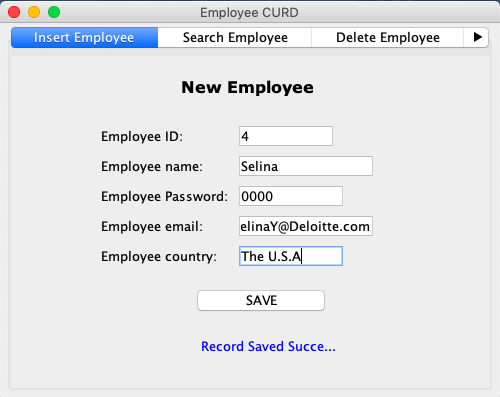 Employee CURD
Insert Employee Search Employee Delete Employee
New Employee
Employee ID: 4
Employee name: Selina
Employee Password: 0000
Employee email: elinaY@Deloitte.com
Employee country: The U.S.A
SAVE
Record Saved Succe...